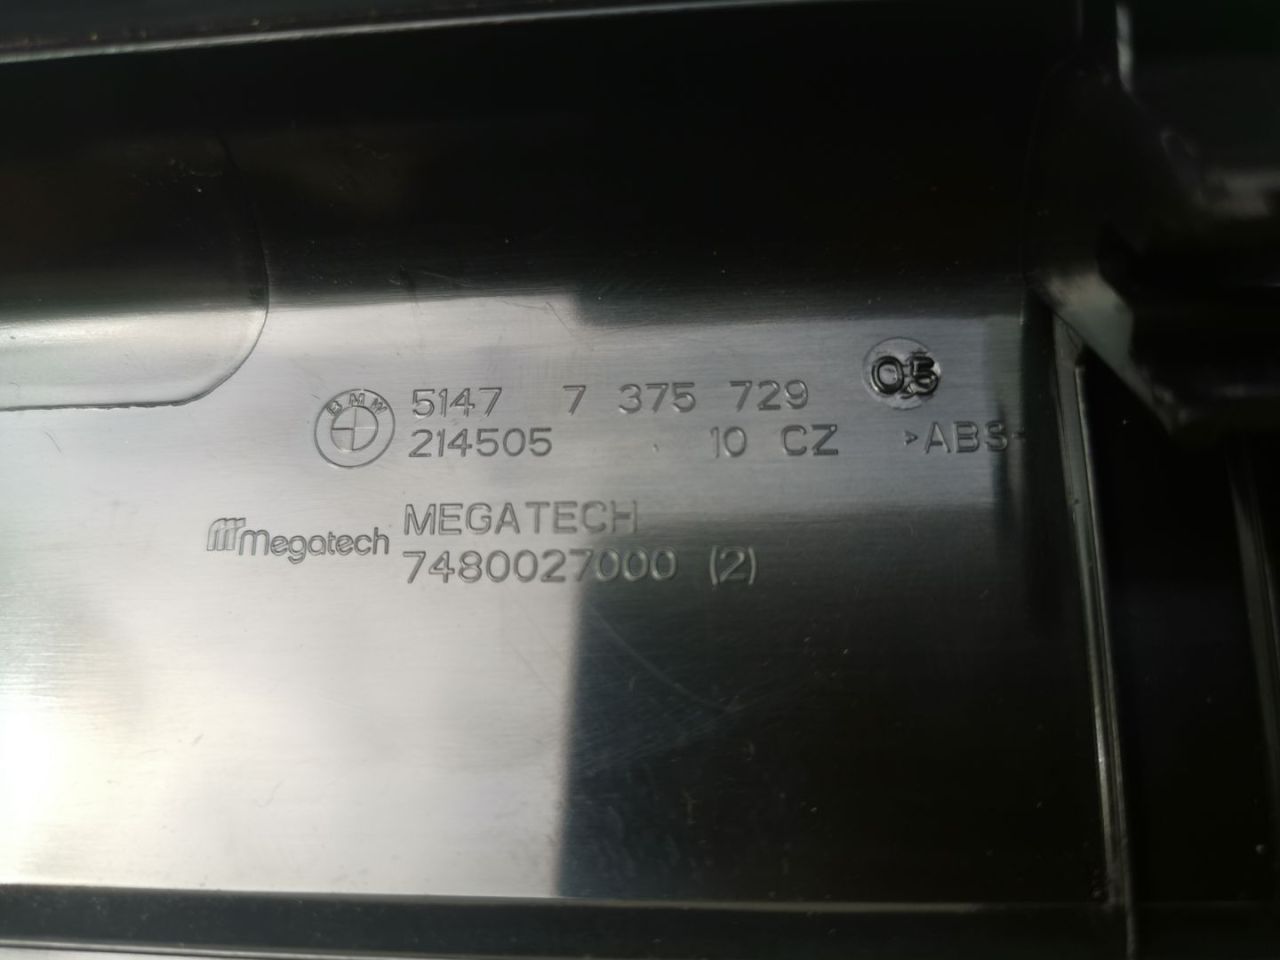 BMW 5147 7 375 729 05
214505 10 CZ >ABS<
megatech MEGATECH
7480027000 (2)